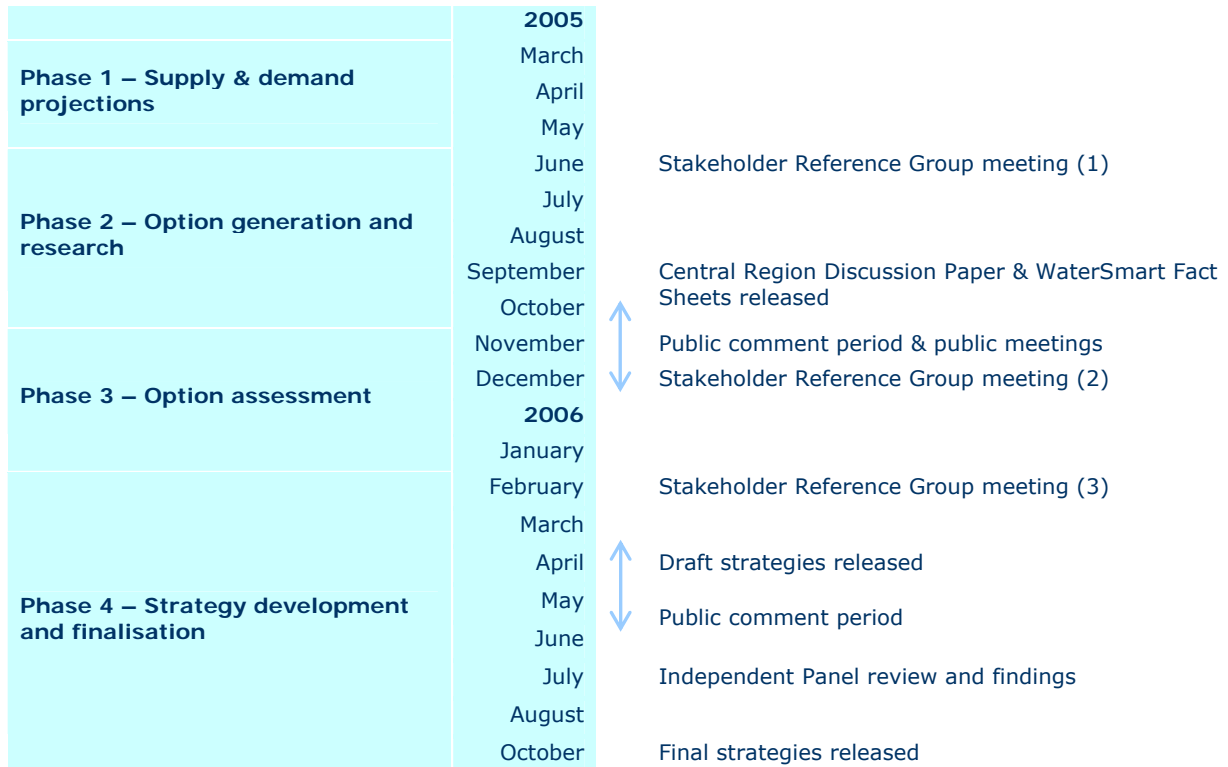 2005
Phase 1 – Supply & demand
projections
March
April
May
Phase 2 – Option generation and
research
June
Stakeholder Reference Group meeting (1)
July
August
September
Central Region Discussion Paper & WaterSmart Fact
Sheets released
October
Phase 3 – Option assessment
November
Public comment period & public meetings
December
Stakeholder Reference Group meeting (2)
2006
January
Phase 4 – Strategy development
and finalisation
February
Stakeholder Reference Group meeting (3)
March
April
Draft strategies released
May
Public comment period
June
July
Independent Panel review and findings
August
October
Final strategies released